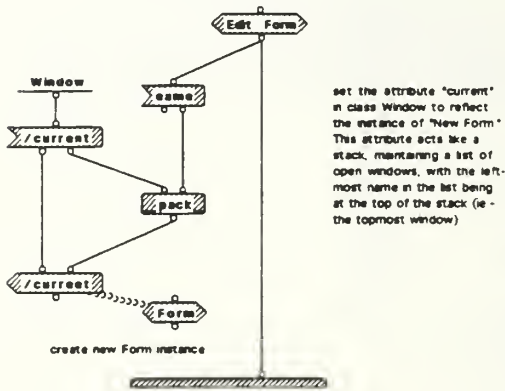 Edit Form
Window
name
/current
pack
/current
Form
create new Form instance
set the attribute "current"
in class Window to reflect
the instance of "New Form"
This attribute acts like a
stack, maintaining a list of
open windows, with the left-
most name in the list being
at the top of the stack (ie -
the topmost window)